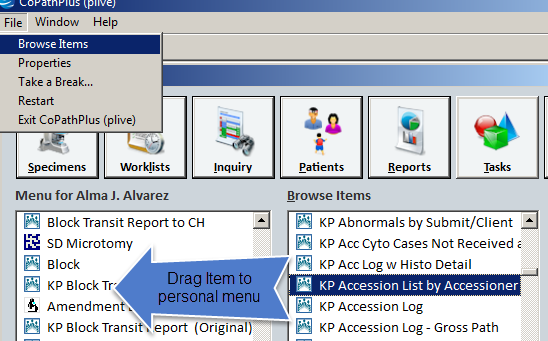 CoPathPlus (plive)
File Window Help
Browse Items
Properties
Take a Break...
Restart
Exit CoPathPlus (plive)
Specimens Worklists Inquiry Patients Reports Tasks
Menu for Alma J. Alvarez
Block Transit Report to CH
SD Microtomy
Block
KP Block Tr
Amendment
KP Block Transit Report (Original)
Drag Item to
personal menu
Browse Items
KP Abnormals by Submit/Client
KP Acc Cyto Cases Not Received a
KP Acc Log w Histo Detail
KP Accession List by Accessioner
KP Accession Log
KP Accession Log - Gross Path